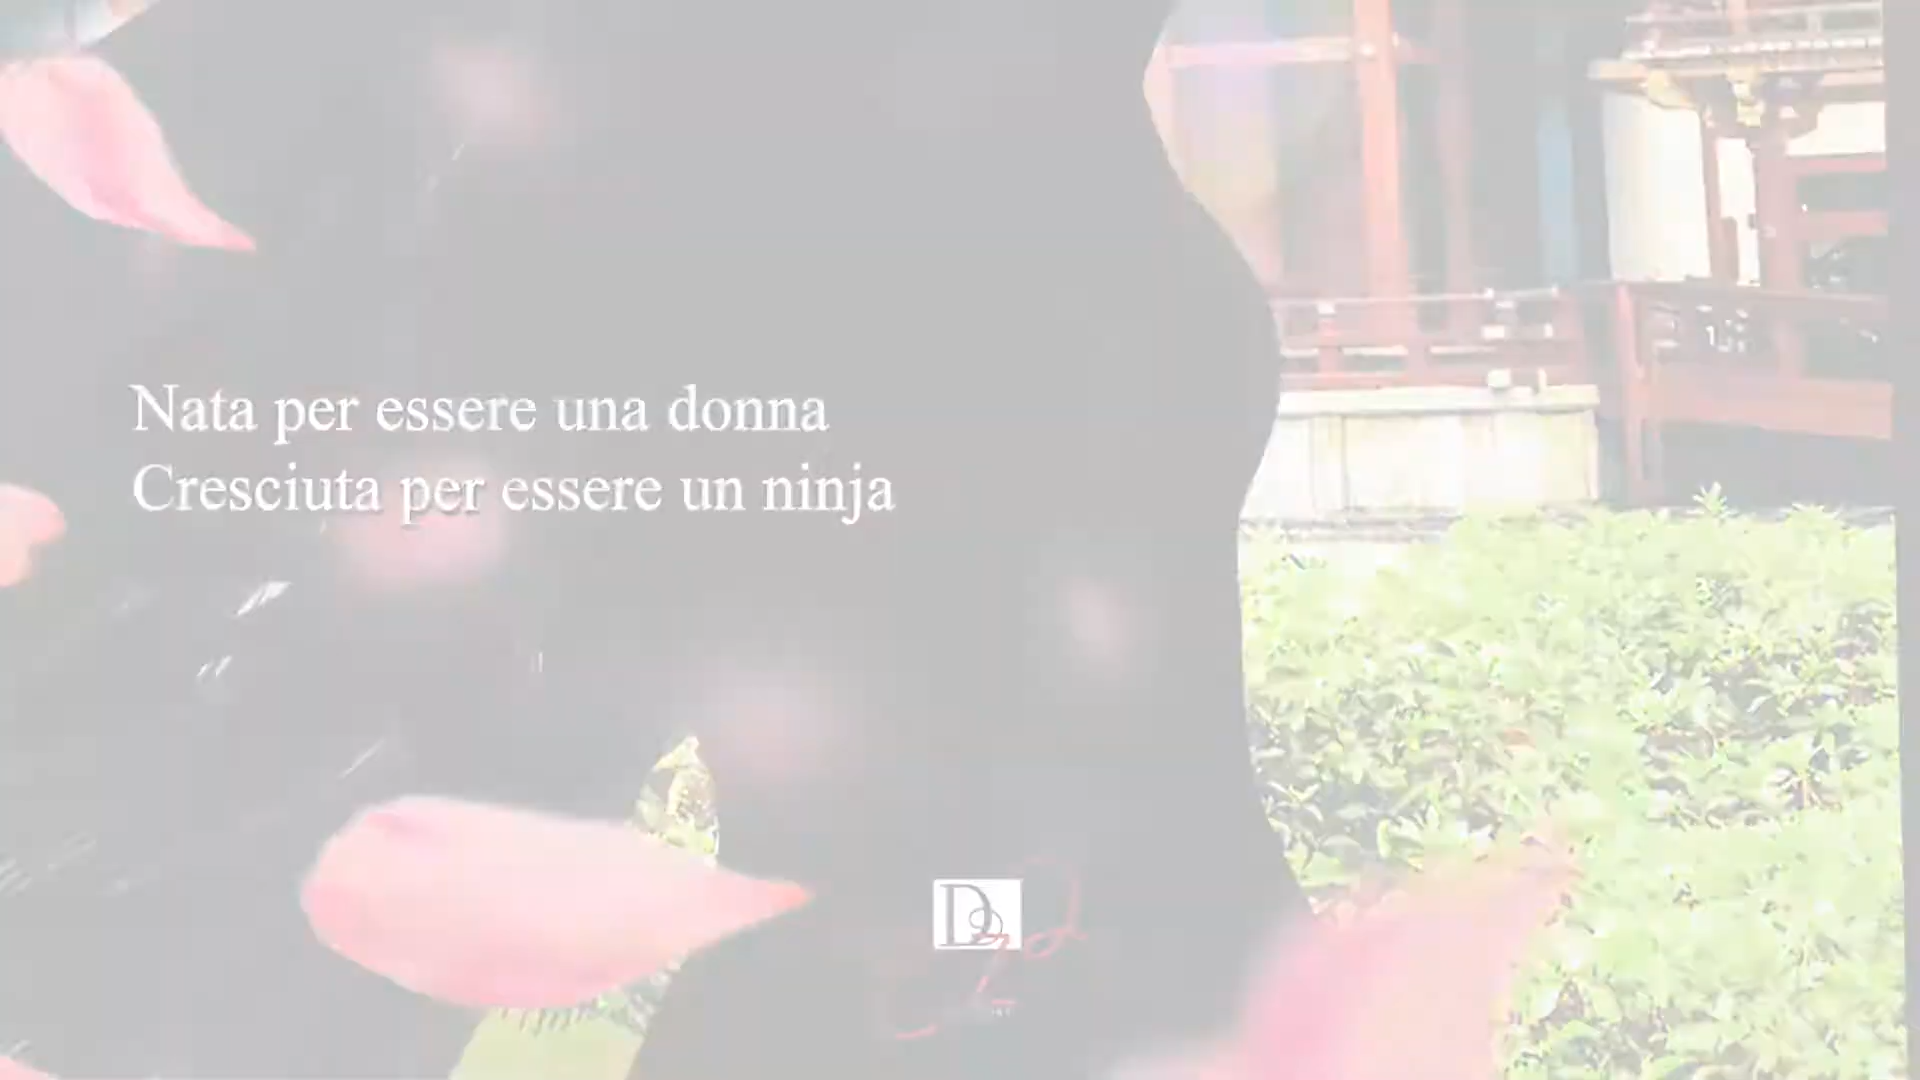 Nata per essere una donna
Cresciuta per essere un ninja